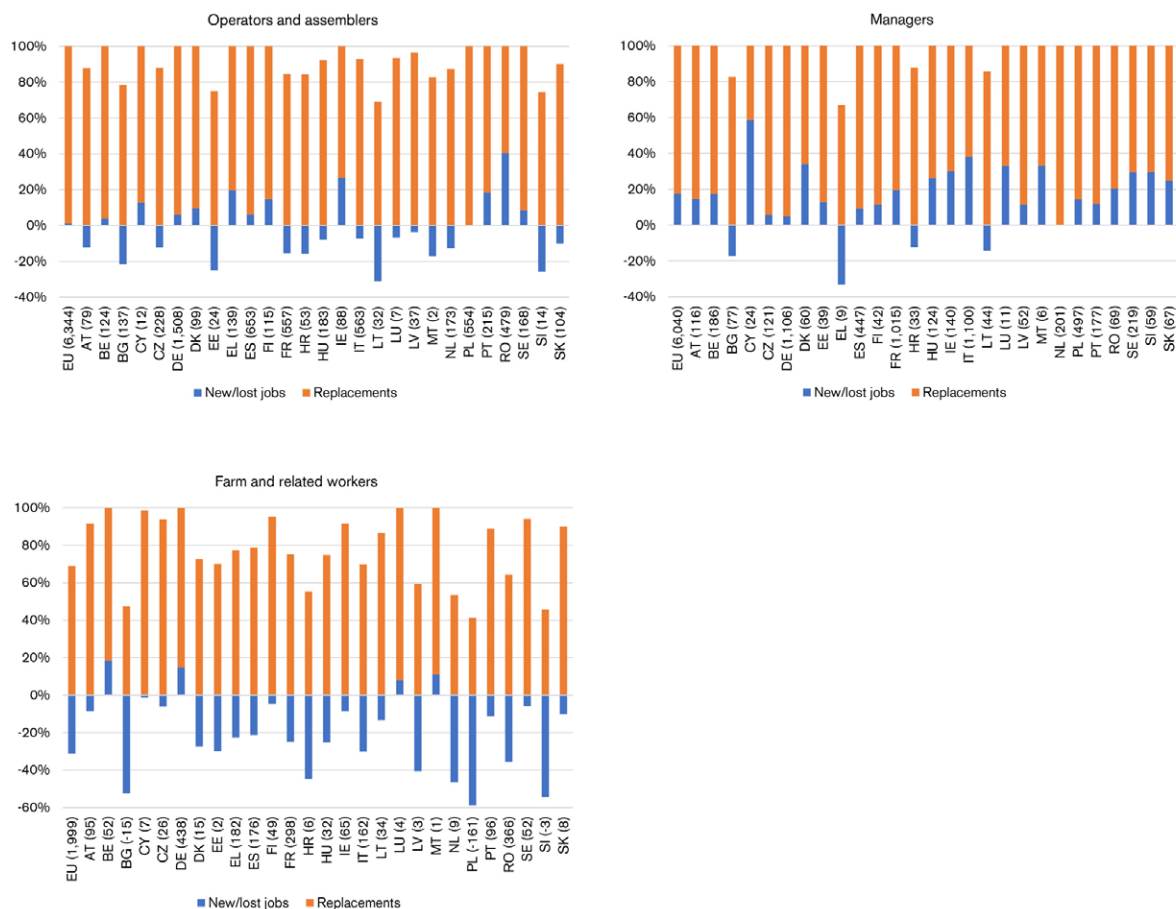 Operators and assemblers
100%
80%
60%
40%
20%
0%
-20%
-40%
EU (6,344)
AT (79)
BE (124)
BG (137)
CY (12)
CZ (228)
DE (1,508)
DK (99)
EE (24)
EL (139)
ES (653)
FI (115)
FR (557)
HR (53)
HU (183)
IE (88)
IT (563)
LT (32)
LU (7)
LV (37)
MT (2)
NL (173)
PL (554)
PT (215)
RO (479)
SE (168)
SI (14)
SK (104)
New/lost jobs
Replacements
Managers
100%
80%
60%
40%
20%
0%
-20%
-40%
EU (6,040)
AT (116)
BE (186)
BG (77)
CY (24)
CZ (121)
DE (1,106)
DK (60)
EE (39)
EL (9)
ES (447)
FI (42)
FR (1,015)
HR (33)
HU (124)
IE (140)
IT (1,100)
LT (44)
LU (11)
LV (52)
MT (6)
NL (201)
PL (497)
PT (177)
RO (69)
SE (219)
SI (59)
SK (67)
New/lost jobs
Replacements
Farm and related workers
100%
80%
60%
40%
20%
0%
-20%
-40%
-60%
EU (1,999)
AT (95)
BE (52)
BG (-15)
CY (7)
CZ (26)
DE (438)
DK (15)
EE (2)
EL (182)
ES (176)
FI (49)
FR (298)
HR (6)
HU (32)
IE (65)
IT (162)
LT (34)
LU (4)
LV (3)
MT (1)
NL (9)
PL (-161)
PT (96)
RO (366)
SE (52)
SI (-3)
SK (8)
New/lost jobs
Replacements